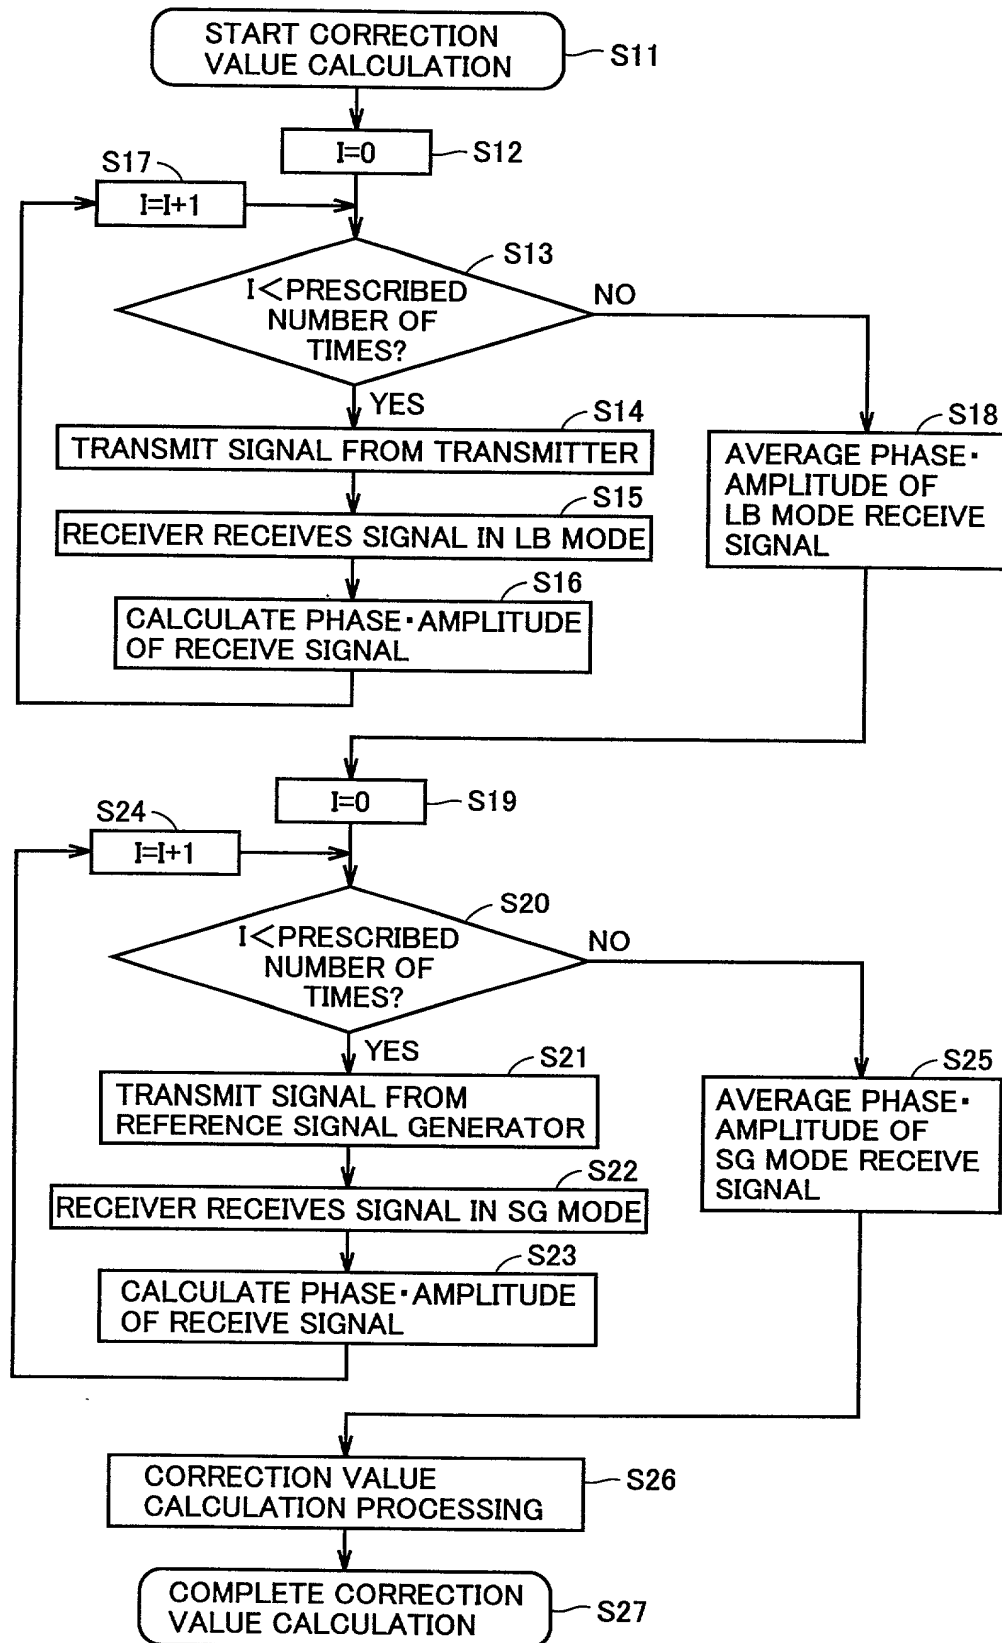 START CORRECTION
VALUE CALCULATION
S11
I=0
S12
S17
I=I+1
S13
I<PRESCRIBED
NUMBER OF
TIMES?
NO
YES
S14
TRANSMIT SIGNAL FROM TRANSMITTER
S15
RECEIVER RECEIVES SIGNAL IN LB MODE
S16
CALCULATE PHASE・AMPLITUDE
OF RECEIVE SIGNAL
S18
AVERAGE PHASE・
AMPLITUDE OF
LB MODE RECEIVE
SIGNAL
I=0
S19
S24
I=I+1
S20
I<PRESCRIBED
NUMBER OF
TIMES?
NO
YES
S21
TRANSMIT SIGNAL FROM
REFERENCE SIGNAL GENERATOR
S22
RECEIVER RECEIVES SIGNAL IN SG MODE
S23
CALCULATE PHASE・AMPLITUDE
OF RECEIVE SIGNAL
S25
AVERAGE PHASE・
AMPLITUDE OF
SG MODE RECEIVE
SIGNAL
CORRECTION VALUE
CALCULATION PROCESSING
S26
COMPLETE CORRECTION
VALUE CALCULATION
S27